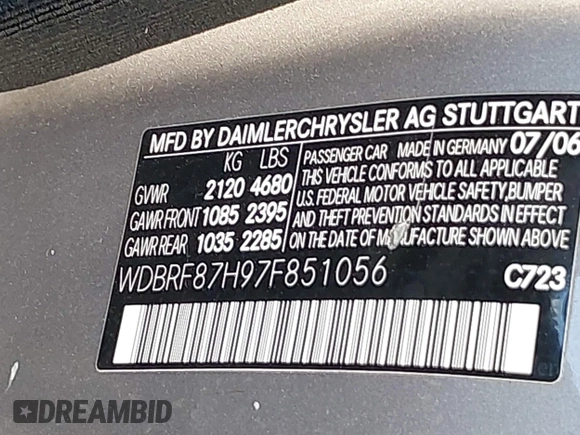 MFD BY DAIMLERCHRYSLER AG STUTTGART
KG LBS
GVWR 2120 4680
GAWR FRONT 1085 2395
GAWR REAR 1035 2285
PASSENGER CAR MADE IN GERMANY 07/06
THIS VEHICLE CONFORMS TO ALL APPLICABLE
U.S. FEDERAL MOTOR VEHICLE SAFETY,BUMPER
AND THEFT PREVENTION STANDARDS IN EFFECT
ON THE DATE OF MANUFACTURE SHOWN ABOVE
WDBRF87H97F851056 C723
DREAMBID